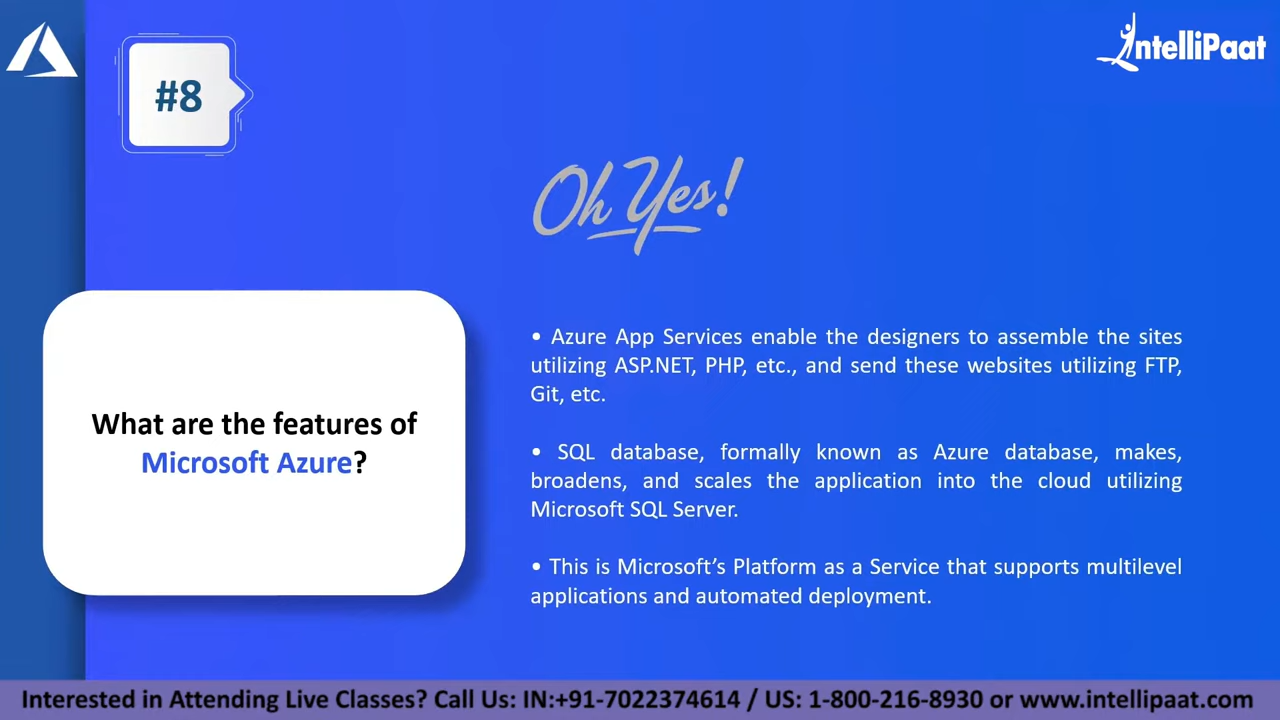 #8
IntelliPaat
Oh Yes!
What are the features of
Microsoft Azure?
• Azure App Services enable the designers to assemble the sites
utilizing ASP.NET, PHP, etc., and send these websites utilizing FTP,
Git, etc.
• SQL database, formally known as Azure database, makes,
broadens, and scales the application into the cloud utilizing
Microsoft SQL Server.
• This is Microsoft’s Platform as a Service that supports multilevel
applications and automated deployment.
Interested in Attending Live Classes? Call Us: IN:+91-7022374614 / US: 1-800-216-8930 or www.intellipaat.com